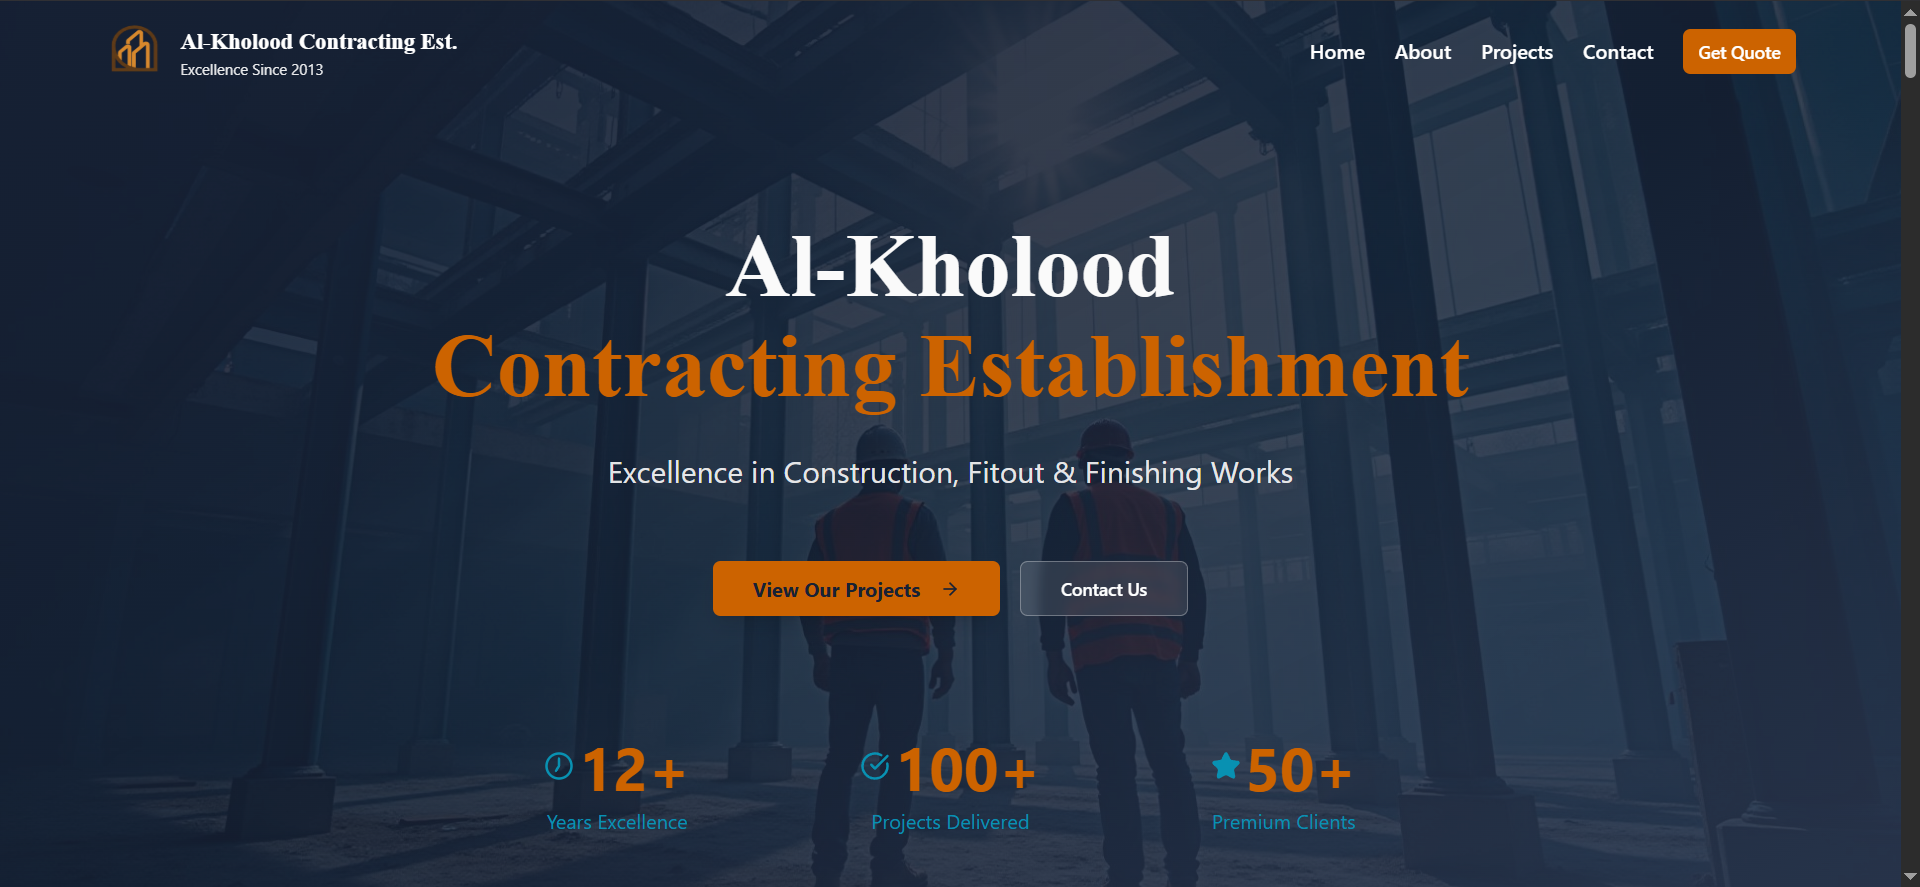 Al-Kholood Contracting Est.
Excellence Since 2013
Home About Projects Contact Get Quote
Al-Kholood
Contracting Establishment
Excellence in Construction, Fitout & Finishing Works
View Our Projects →
Contact Us
12+ 100+ 50+
Years Excellence Projects Delivered Premium Clients